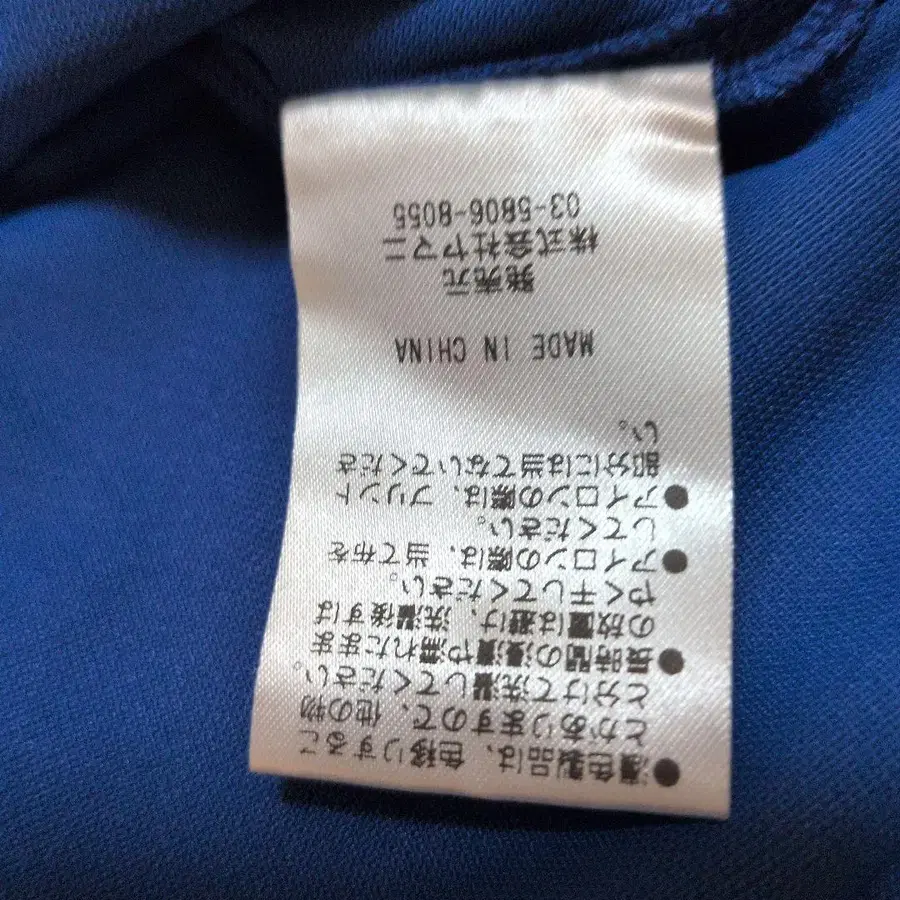 ●濃色製品は、色移りするこ
とがありますので、他の物
と分けて洗濯してください。
●長時間の浸漬や濡れたまま
の放置は避け、洗濯後すば
やく干してください。
●アイロンの際は、当て布を
してください。
●アイロンの際は、プリント
部分には当てないでくださ
い。
MADE IN CHINA
発売元
株式会社ヤマニ
03-5806-8055